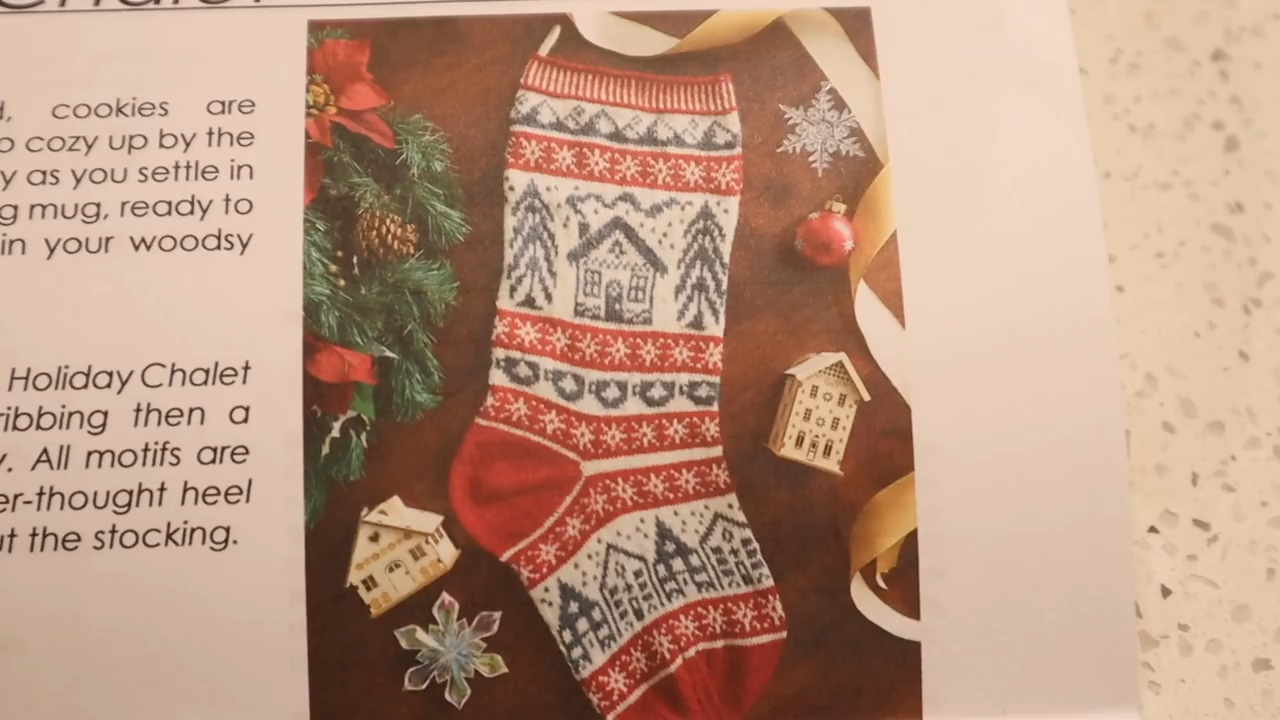 Chalet
cookies are
cozy up by the
as you settle in
mug, ready to
in your woodsy
Holiday Chalet
ribbing then a
All motifs are
er-thought heel
the stocking.